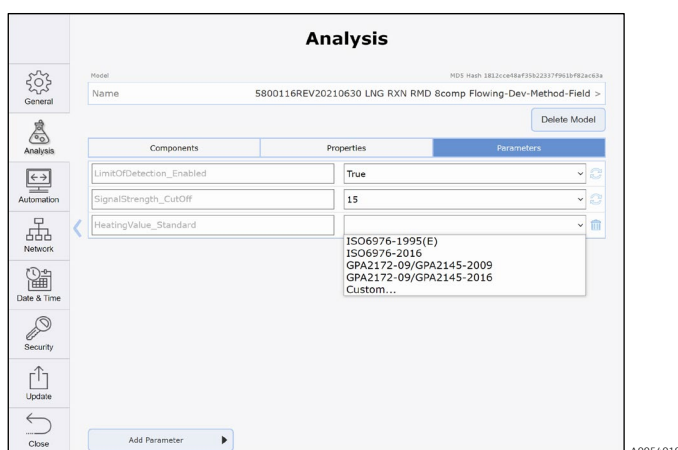 Analysis
Model
MD5 Hash 1812cce48af35b22337f961bf82ac63a
Name
5800116REV20210630 LNG RXN RMD 8comp Flowing-Dev-Method-Field >
Delete Model
Components
Properties
Parameters
LimitOfDetection_Enabled
True
SignalStrength_CutOff
15
HeatingValue_Standard
ISO6976-1995(E)
ISO6976-2016
GPA2172-09/GPA2145-2009
GPA2172-09/GPA2145-2016
Custom...
General
Analysis
Automation
Network
Date & Time
Security
Update
Close
Add Parameter